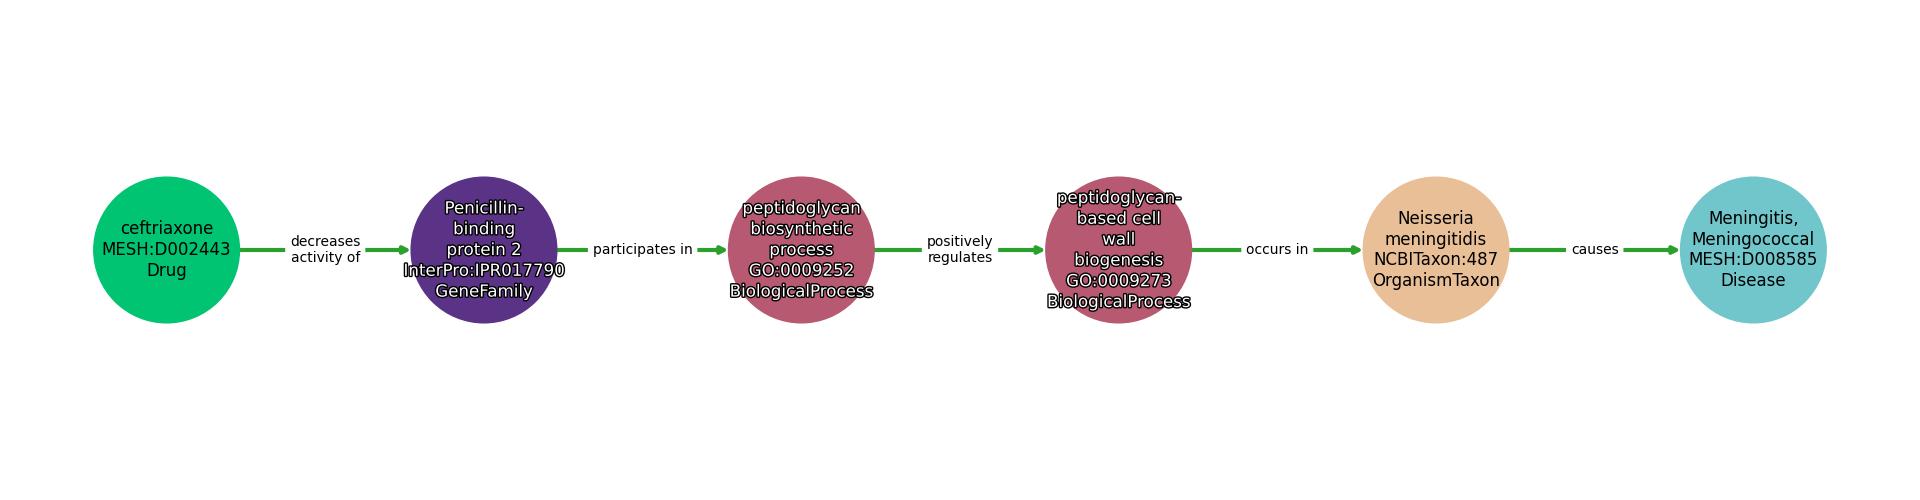 ceftriaxone
MESH:D002443
Drug
decreases
activity of
Penicillin-
binding
protein 2
InterPro:IPR017790
GeneFamily
participates in
peptidoglycan
biosynthetic
process
GO:0009252
BiologicalProcess
positively
regulates
peptidoglycan-
based cell
wall
biogenesis
GO:0009273
BiologicalProcess
occurs in
Neisseria
meningitidis
NCBITaxon:487
OrganismTaxon
causes
Meningitis,
Meningococcal
MESH:D008585
Disease